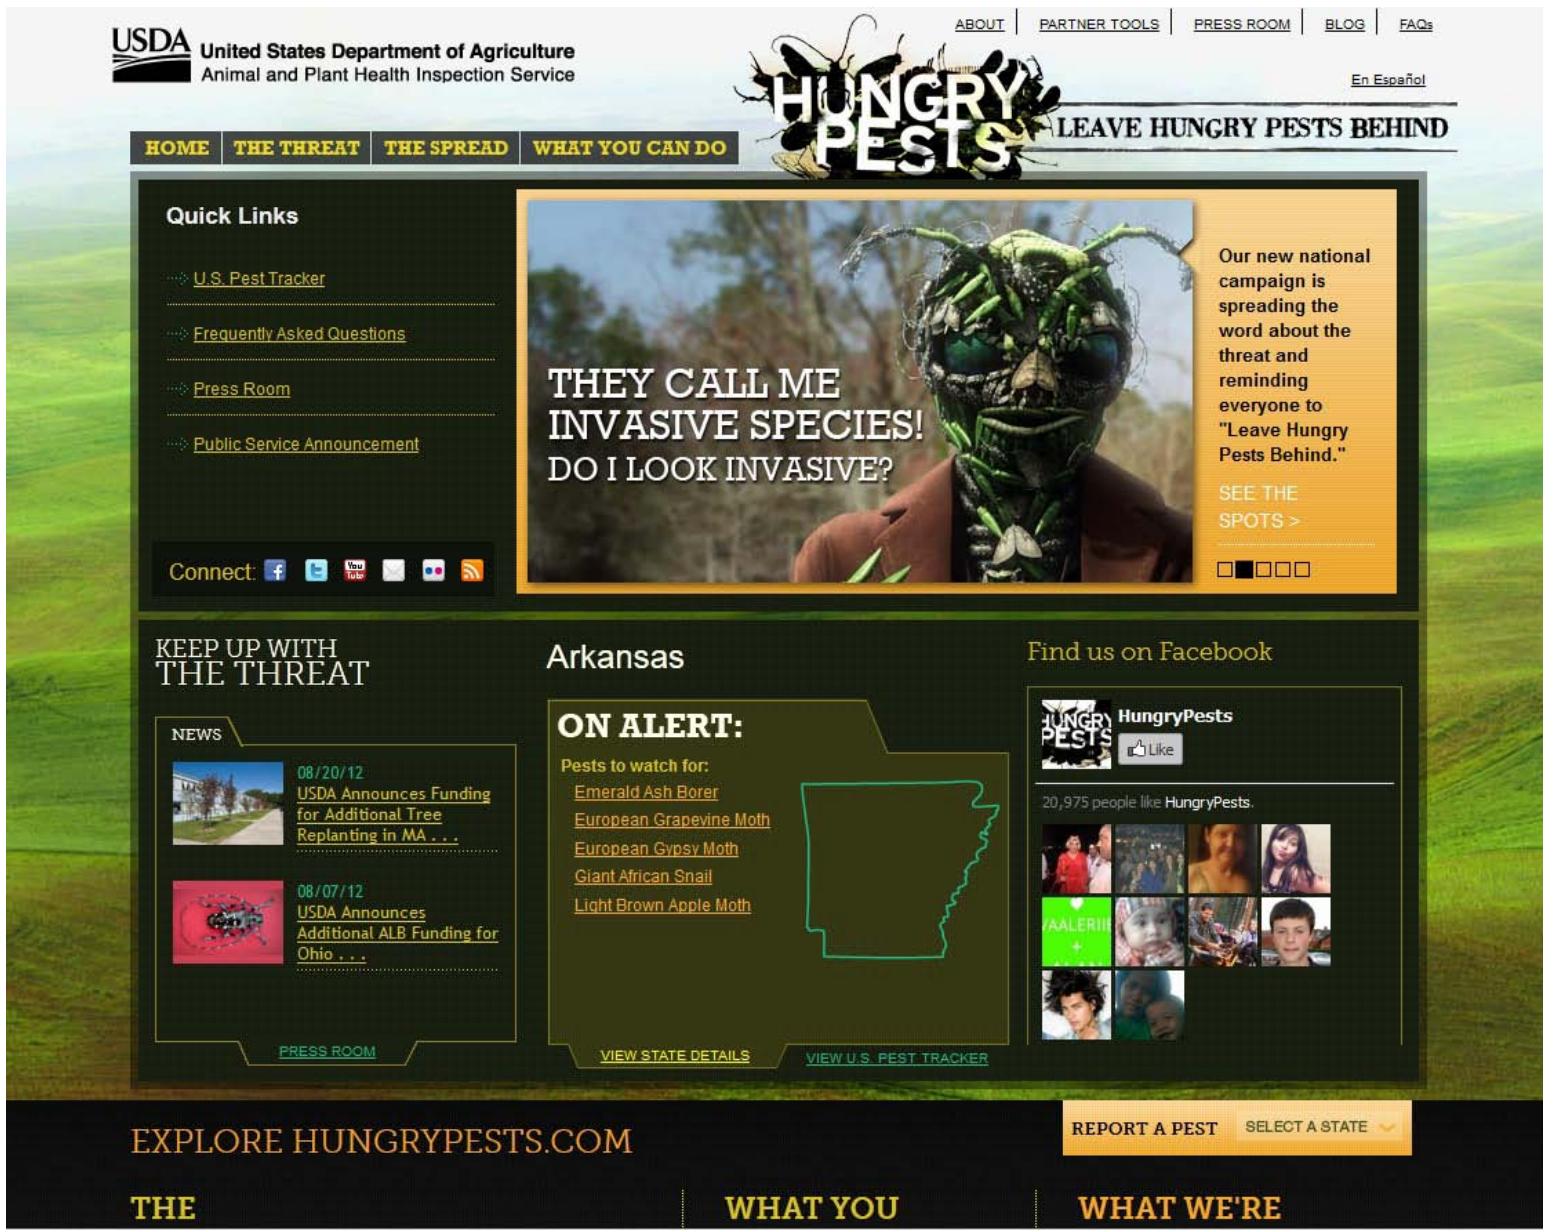 USDA
United States Department of Agriculture
Animal and Plant Health Inspection Service
ABOUT
PARTNER TOOLS
PRESS ROOM
BLOG
FAQs
En Español
HUNGRY
PESTS
LEAVE HUNGRY PESTS BEHIND
HOME
THE THREAT
THE SPREAD
WHAT YOU CAN DO
Quick Links
U.S. Pest Tracker
Frequently Asked Questions
Press Room
Public Service Announcement
Connect:
You
Tube
THEY CALL ME
INVASIVE SPECIES!
DO I LOOK INVASIVE?
Our new national
campaign is
spreading the
word about the
threat and
reminding
everyone to
"Leave Hungry
Pests Behind."
SEE THE
SPOTS >
KEEP UP WITH
THE THREAT
NEWS
08/20/12
USDA Announces Funding
for Additional Tree
Replanting in MA . . .
08/07/12
USDA Announces
Additional ALB Funding for
Ohio . . .
PRESS ROOM
Arkansas
ON ALERT:
Pests to watch for:
Emerald Ash Borer
European Grapevine Moth
European Gypsy Moth
Giant African Snail
Light Brown Apple Moth
VIEW STATE DETAILS
VIEW U.S. PEST TRACKER
Find us on Facebook
HUNGRY
PESTS
HungryPests
Like
20,975 people like HungryPests.
VAALERIIE
+
EXPLORE HUNGRYPESTS.COM
REPORT A PEST
SELECT A STATE
THE
WHAT YOU
WHAT WE'RE